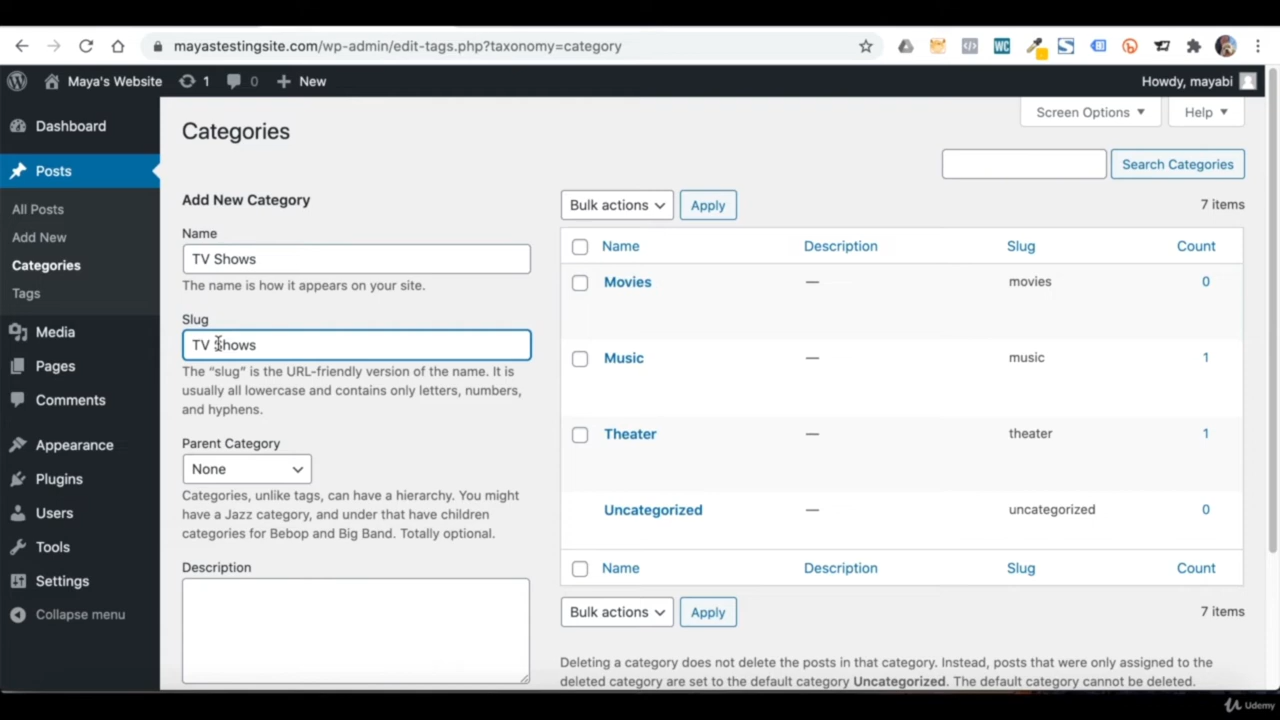 mayastestingsite.com/wp-admin/edit-tags.php?taxonomy=category
Maya's Website 1 0 New
Howdy, mayabi
Dashboard
Posts
All Posts
Add New
Categories
Tags
Media
Pages
Comments
Appearance
Plugins
Users
Tools
Settings
Collapse menu
Screen Options
Help
Categories
Search Categories
Add New Category
Name
TV Shows
The name is how it appears on your site.
Slug
TV Shows
The “slug” is the URL-friendly version of the name. It is
usually all lowercase and contains only letters, numbers,
and hyphens.
Parent Category
None
Categories, unlike tags, can have a hierarchy. You might
have a Jazz category, and under that have children
categories for Bebop and Big Band. Totally optional.
Description
Bulk actions Apply 7 items
Name Description Slug Count
Movies — movies 0
Music — music 1
Theater — theater 1
Uncategorized — uncategorized 0
Name Description Slug Count
Bulk actions Apply 7 items
Deleting a category does not delete the posts in that category. Instead, posts that were only assigned to the
deleted category are set to the default category Uncategorized. The default category cannot be deleted.
Udemy